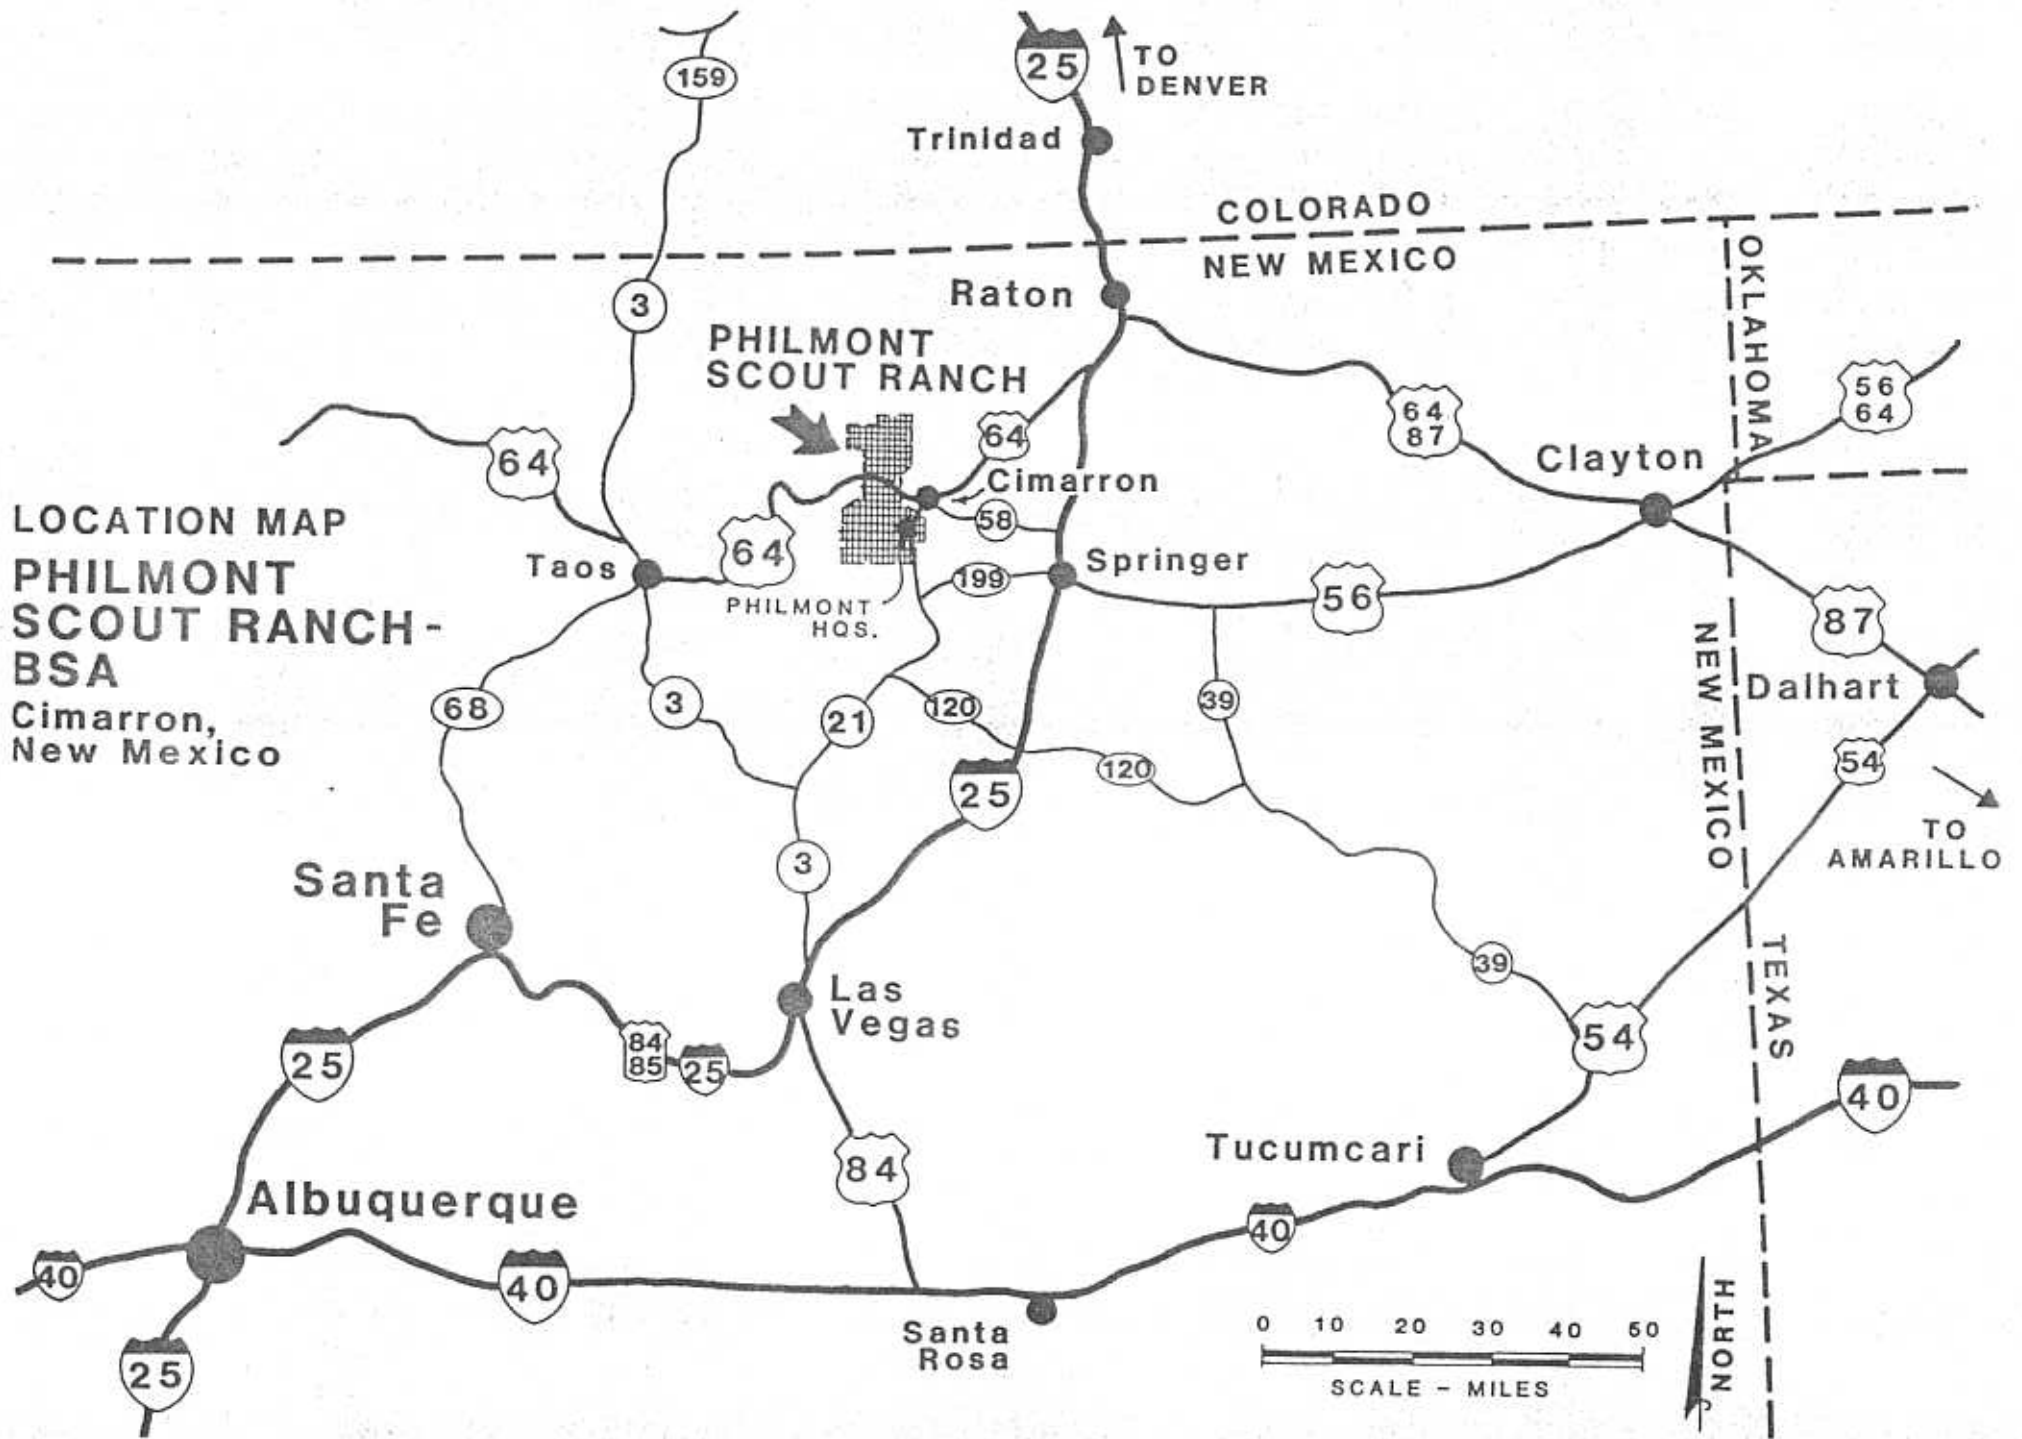 159
25
TO
DENVER
Trinidad
COLORADO
NEW MEXICO
OKLAHOMA
3
Raton
PHILMONT
SCOUT RANCH
64
64
87
56
64
64
Cimarron
Clayton
LOCATION MAP
PHILMONT
SCOUT RANCH-
BSA
Cimarron,
New Mexico
58
64
Taos
199
Springer
56
PHILMONT
HQS.
87
NEW MEXICO
Dalhart
68
3
21
120
39
120
25
54
TO
AMARILLO
3
Santa
Fe
39
TEXAS
Las
Vegas
25
84
85
25
54
40
84
Tucumcari
Albuquerque
40
40
40
25
Santa
Rosa
0 10 20 30 40 50
SCALE - MILES
NORTH